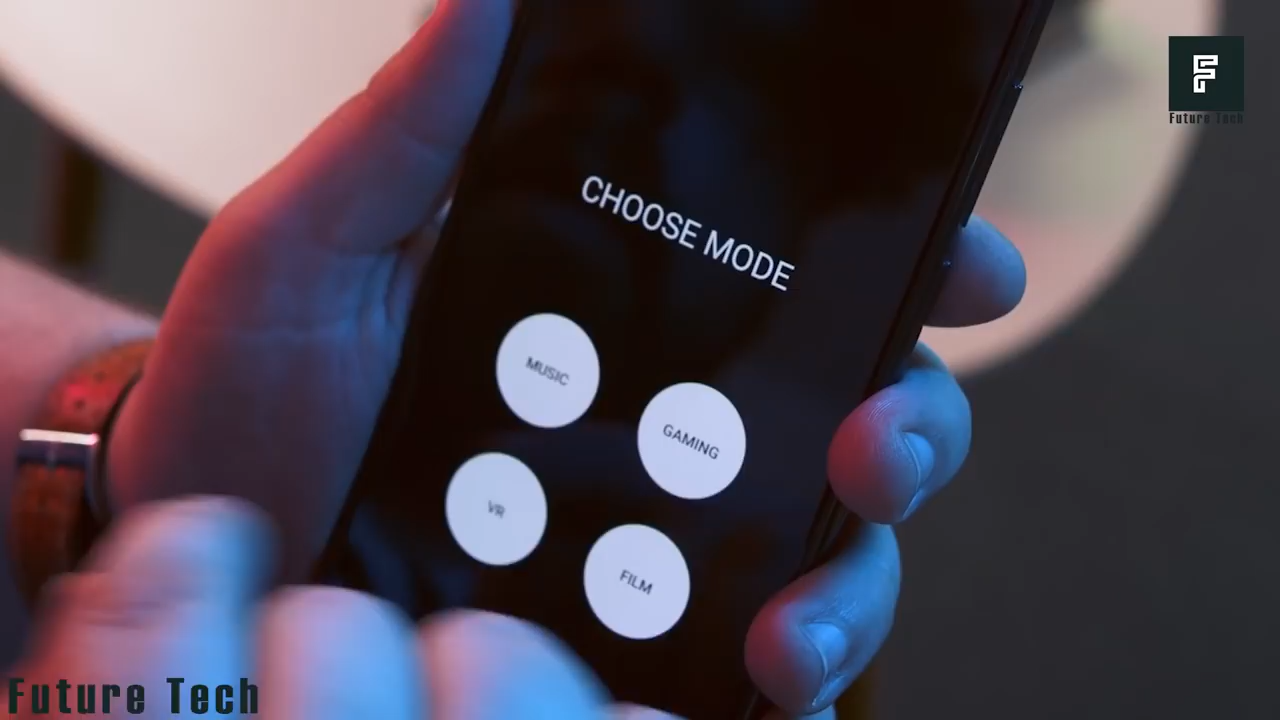 Future Tech
CHOOSE MODE
MUSIC
GAMING
VR
FILM
Future Tech